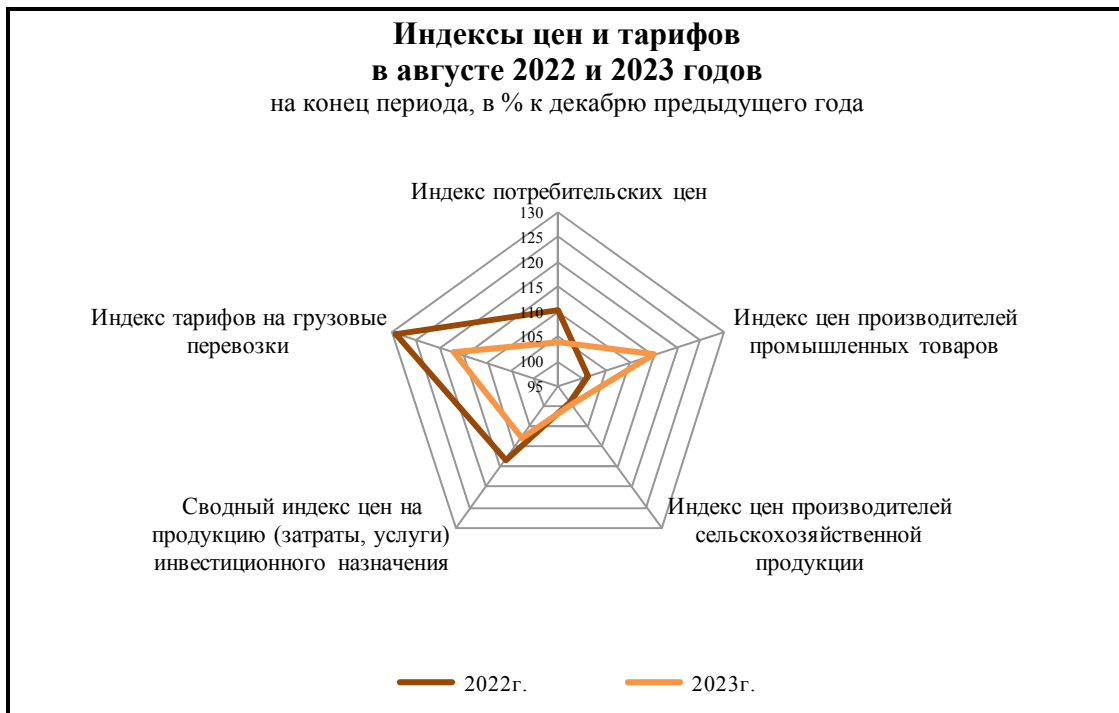 Индексы цен и тарифов
в августе 2022 и 2023 годов
на конец периода, в % к декабрю предыдущего года
Индекс потребительских цен
130
125
120
115
110
105
100
95
Индекс тарифов на грузовые
перевозки
Индекс цен производителей
промышленных товаров
Сводный индекс цен на
продукцию (затраты, услуги)
инвестиционного назначения
Индекс цен производителей
сельскохозяйственной
продукции
2022г.
2023г.